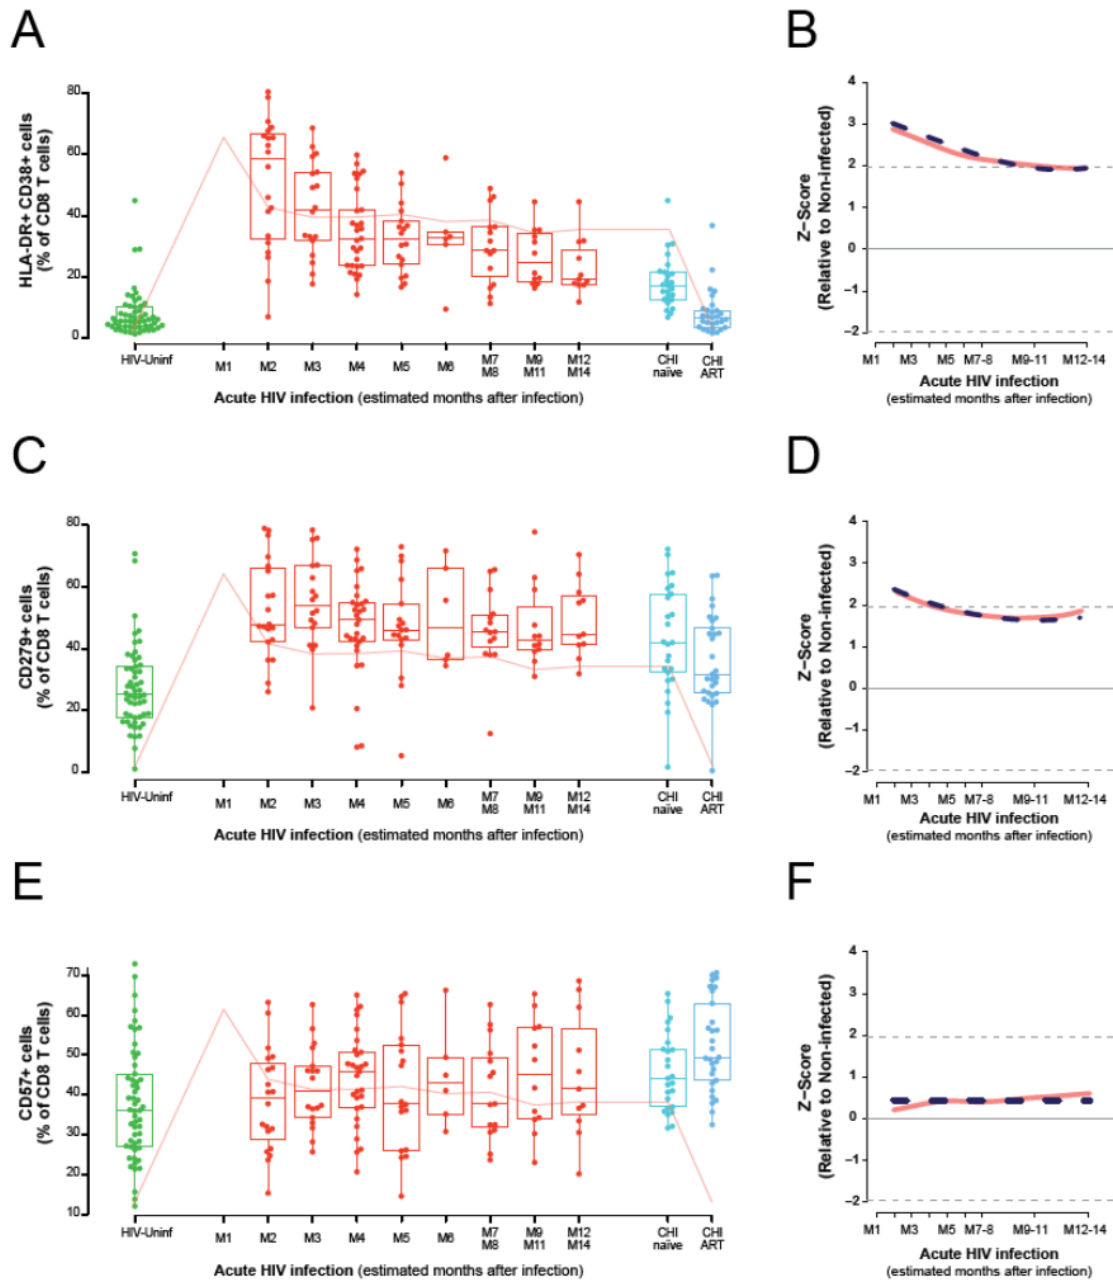 A
HLA-DR+ CD38+ cells
(% of CD8 T cells)
80
60
40
20
0
HIV-Uninf M1 M2 M3 M4 M5 M6 M7 M9 M12 CHI CHI
M8 M11 M14 naïve ART
Acute HIV infection (estimated months after infection)
B
Z-Score
(Relative to Non-infected)
4
3
2
1
0
−1
−2
M1 M3 M5 M7-8 M9-11 M12-14
Acute HIV infection
(estimated months after infection)
C
CD279+ cells
(% of CD8 T cells)
80
60
40
20
0
HIV-Uninf M1 M2 M3 M4 M5 M6 M7 M9 M12 CHI CHI
M8 M11 M14 naïve ART
Acute HIV infection (estimated months after infection)
D
Z−Score
(Relative to Non-infected)
4
3
2
1
0
−1
−2
M1 M3 M5 M7-8 M9-11 M12-14
Acute HIV infection
(estimated months after infection)
E
CD57+ cells
(% of CD8 T cells)
70
60
50
40
30
20
10
HIV-Uninf M1 M2 M3 M4 M5 M6 M7 M9 M12 CHI CHI
M8 M11 M14 naïve ART
Acute HIV infection (estimated months after infection)
F
Z−Score
(Relative to Non-infected)
4
3
2
1
0
−1
−2
M1 M3 M5 M7-8 M9-11 M12-14
Acute HIV infection
(estimated months after infection)